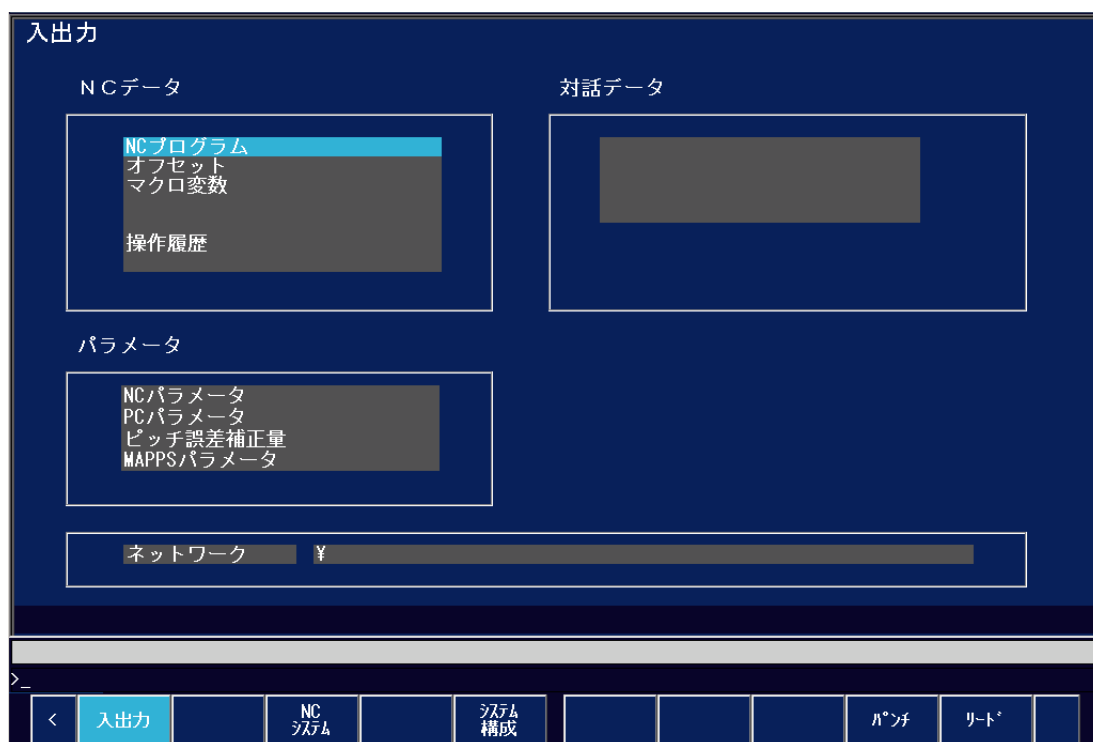 入出力
ＮＣデータ
対話データ
NCプログラム
オフセット
マクロ変数
操作履歴
パラメータ
NCパラメータ
PCパラメータ
ピッチ誤差補正量
MAPPSパラメータ
ネットワーク ¥
>_
< 入出力 NC ｼｽﾃﾑ ｼｽﾃﾑ 構成 ﾊﾟﾝﾁ ﾘｰﾄﾞ